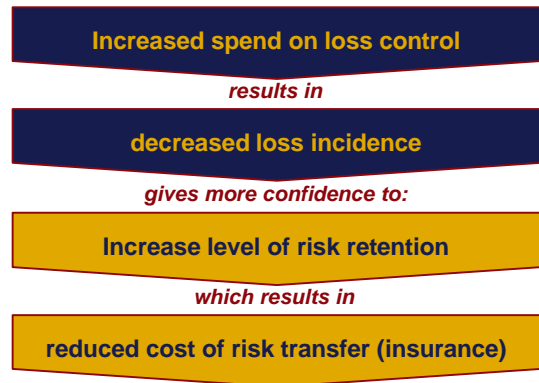 Increased spend on loss control
results in
decreased loss incidence
gives more confidence to:
Increase level of risk retention
which results in
reduced cost of risk transfer (insurance)